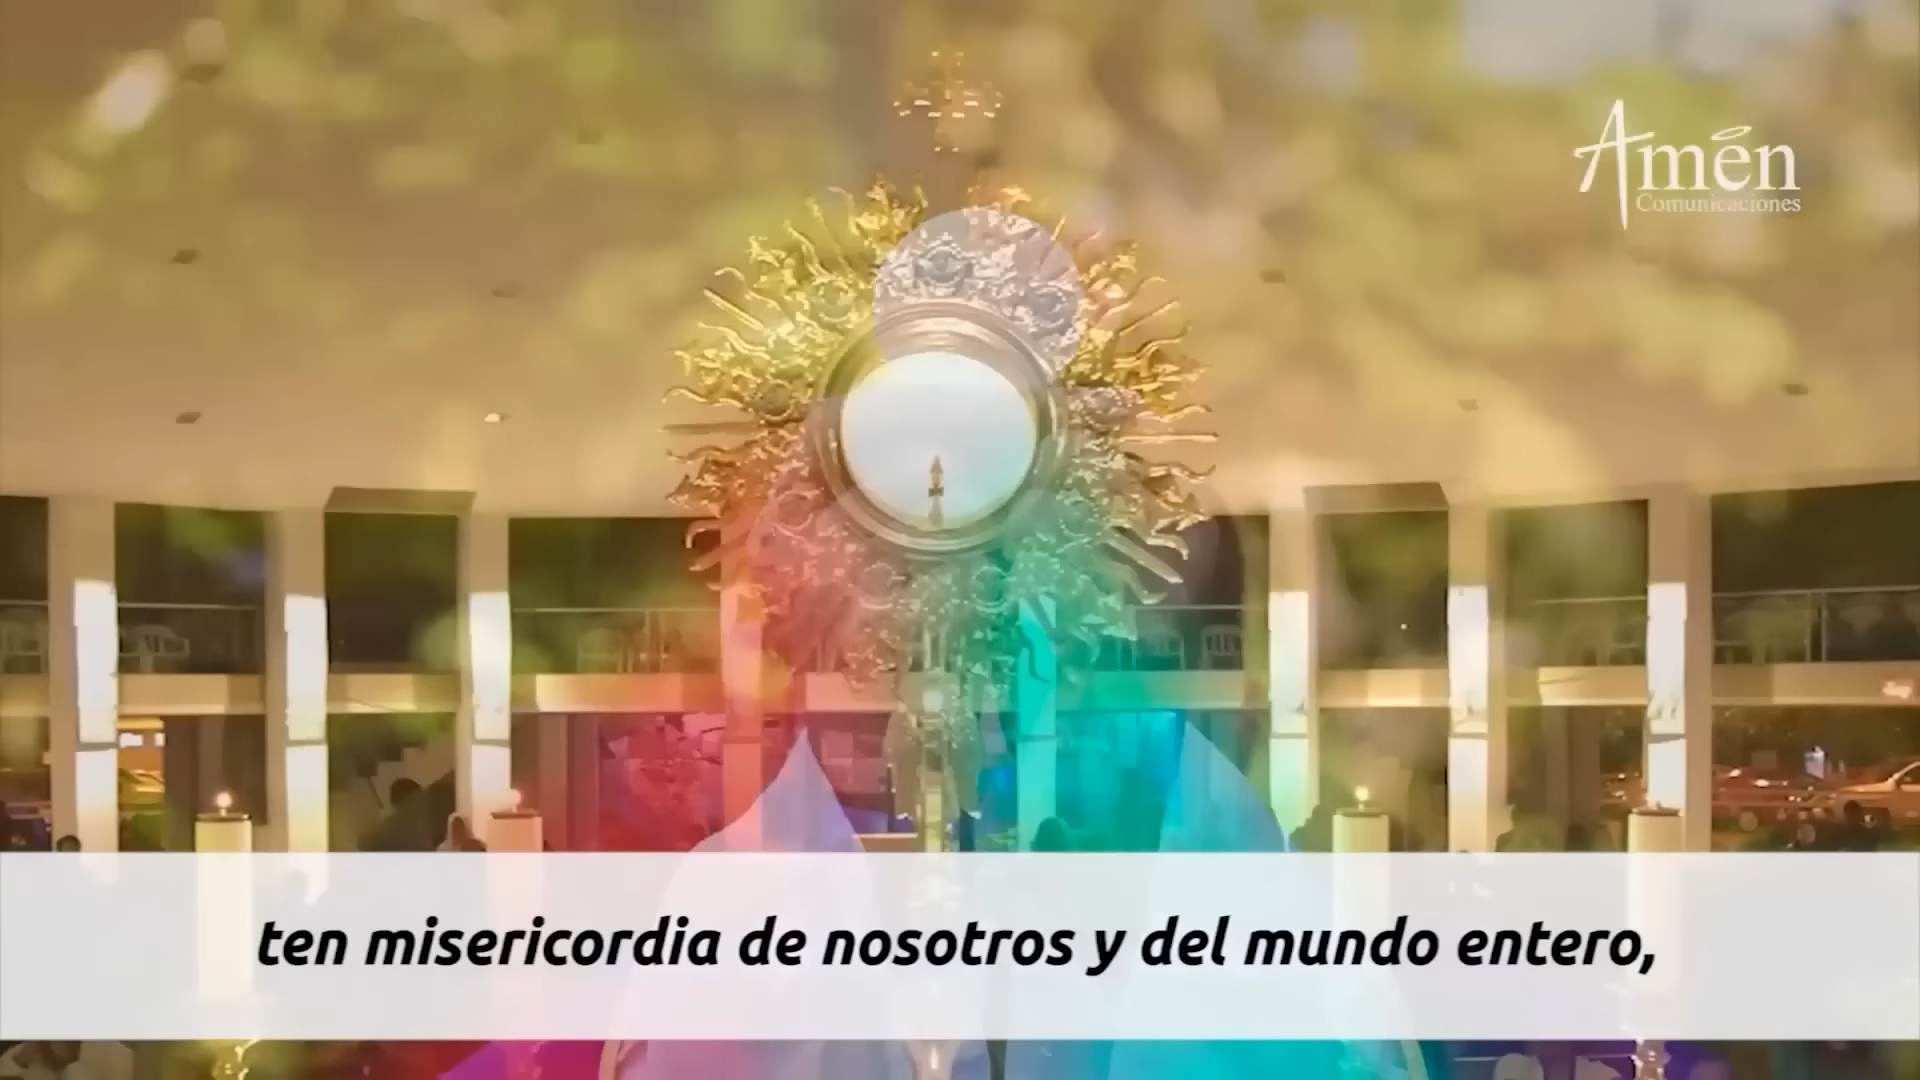 Amén
Comunicaciones
ten misericordia de nosotros y del mundo entero,